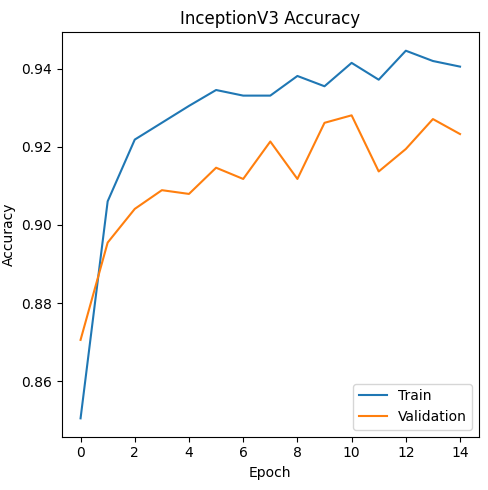 InceptionV3 Accuracy
Accuracy
0.94
0.92
0.90
0.88
0.86
Train
Validation
0 2 4 6 8 10 12 14
Epoch